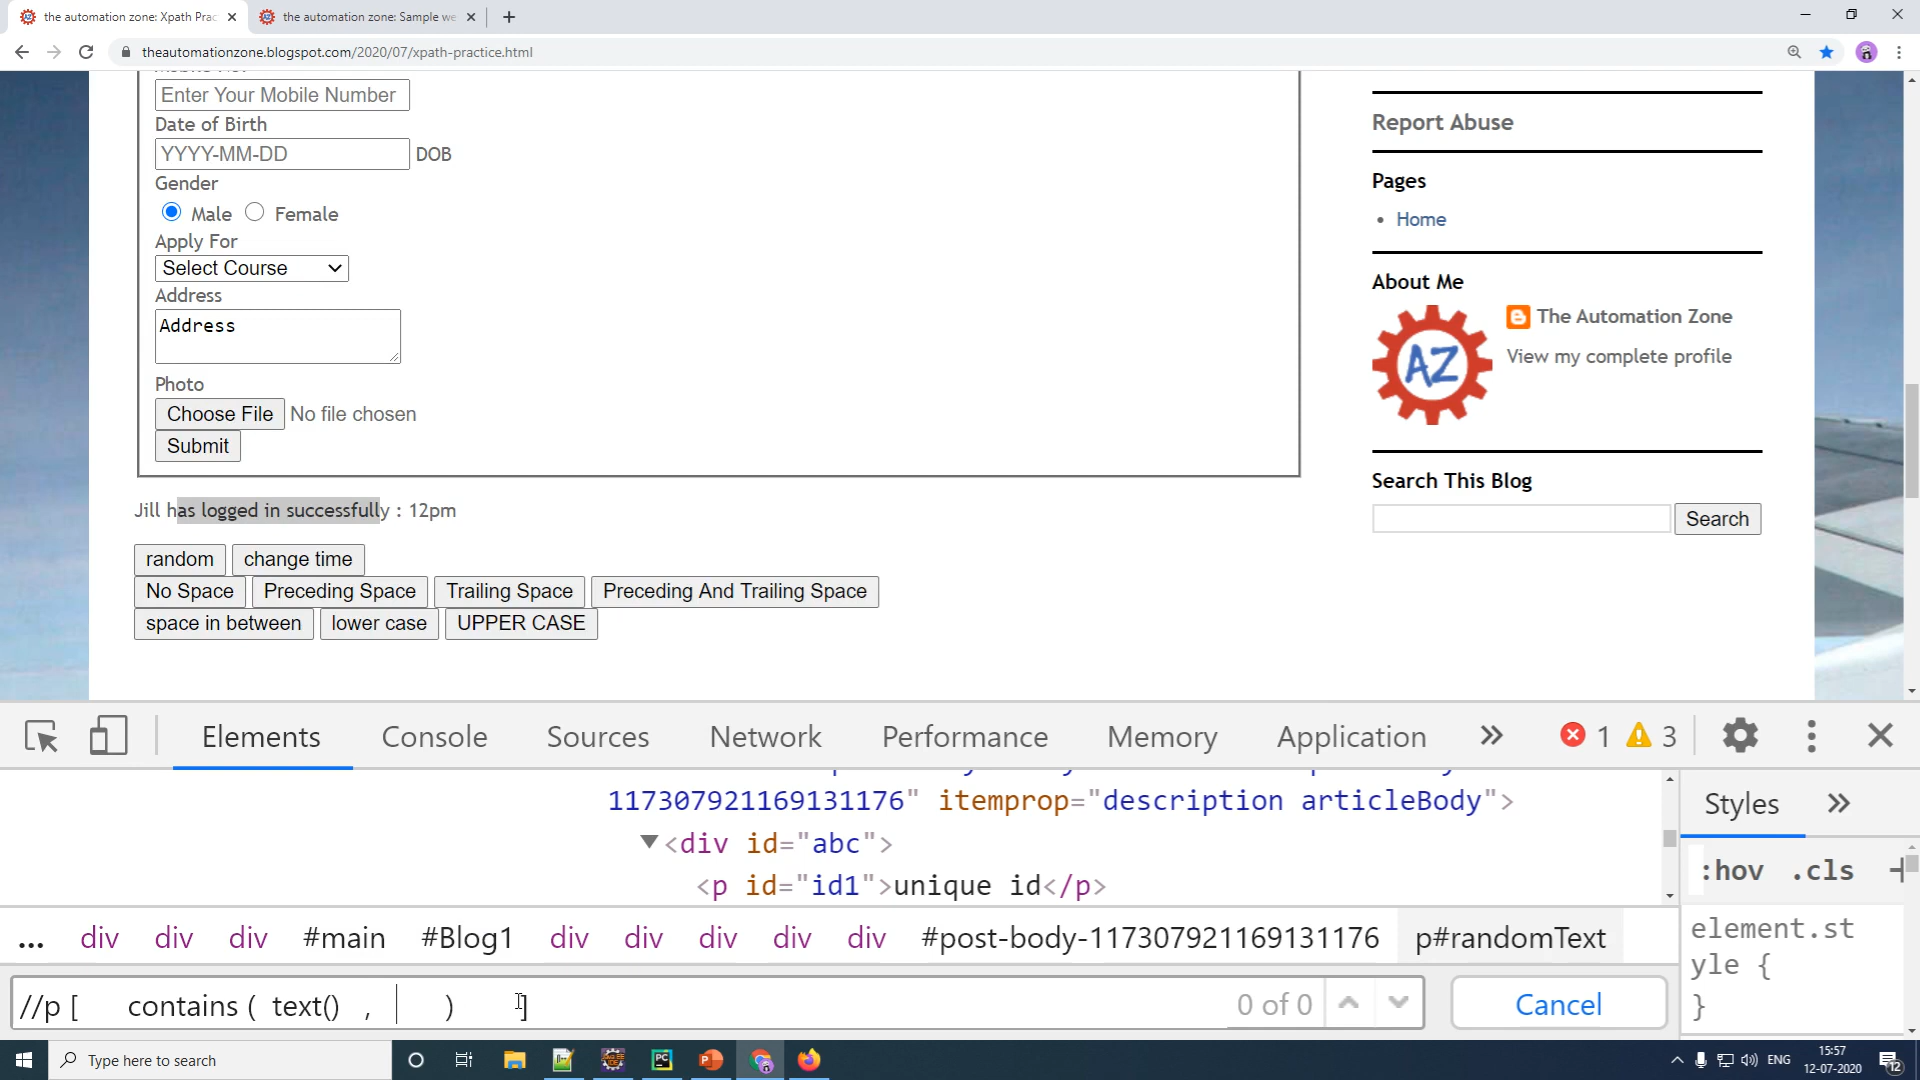 the automation zone: Xpath Prac
the automation zone: Sample we
theautomationzone.blogspot.com/2020/07/xpath-practice.html
Enter Your Mobile Number
Date of Birth
YYYY-MM-DD DOB
Gender
Male Female
Apply For
Select Course
Address
Address
Photo
Choose File No file chosen
Submit
Jill has logged in successfully : 12pm
random change time
No Space Preceding Space Trailing Space Preceding And Trailing Space
space in between lower case UPPER CASE
Report Abuse
Pages
• Home
About Me
AZ
The Automation Zone
View my complete profile
Search This Blog
Search
Elements Console Sources Network Performance Memory Application 1 3
117307921169131176" itemprop="description articleBody">
<div id="abc">
<p id="id1">unique id</p>
... div div div #main #Blog1 div div div div div #post-body-117307921169131176 p#randomText
//p [ contains ( text() , ) ] 0 of 0 Cancel
Styles
:hov .cls
element.st
yle {
}
Type here to search
PC
ENG
15:57
12-07-2020
12